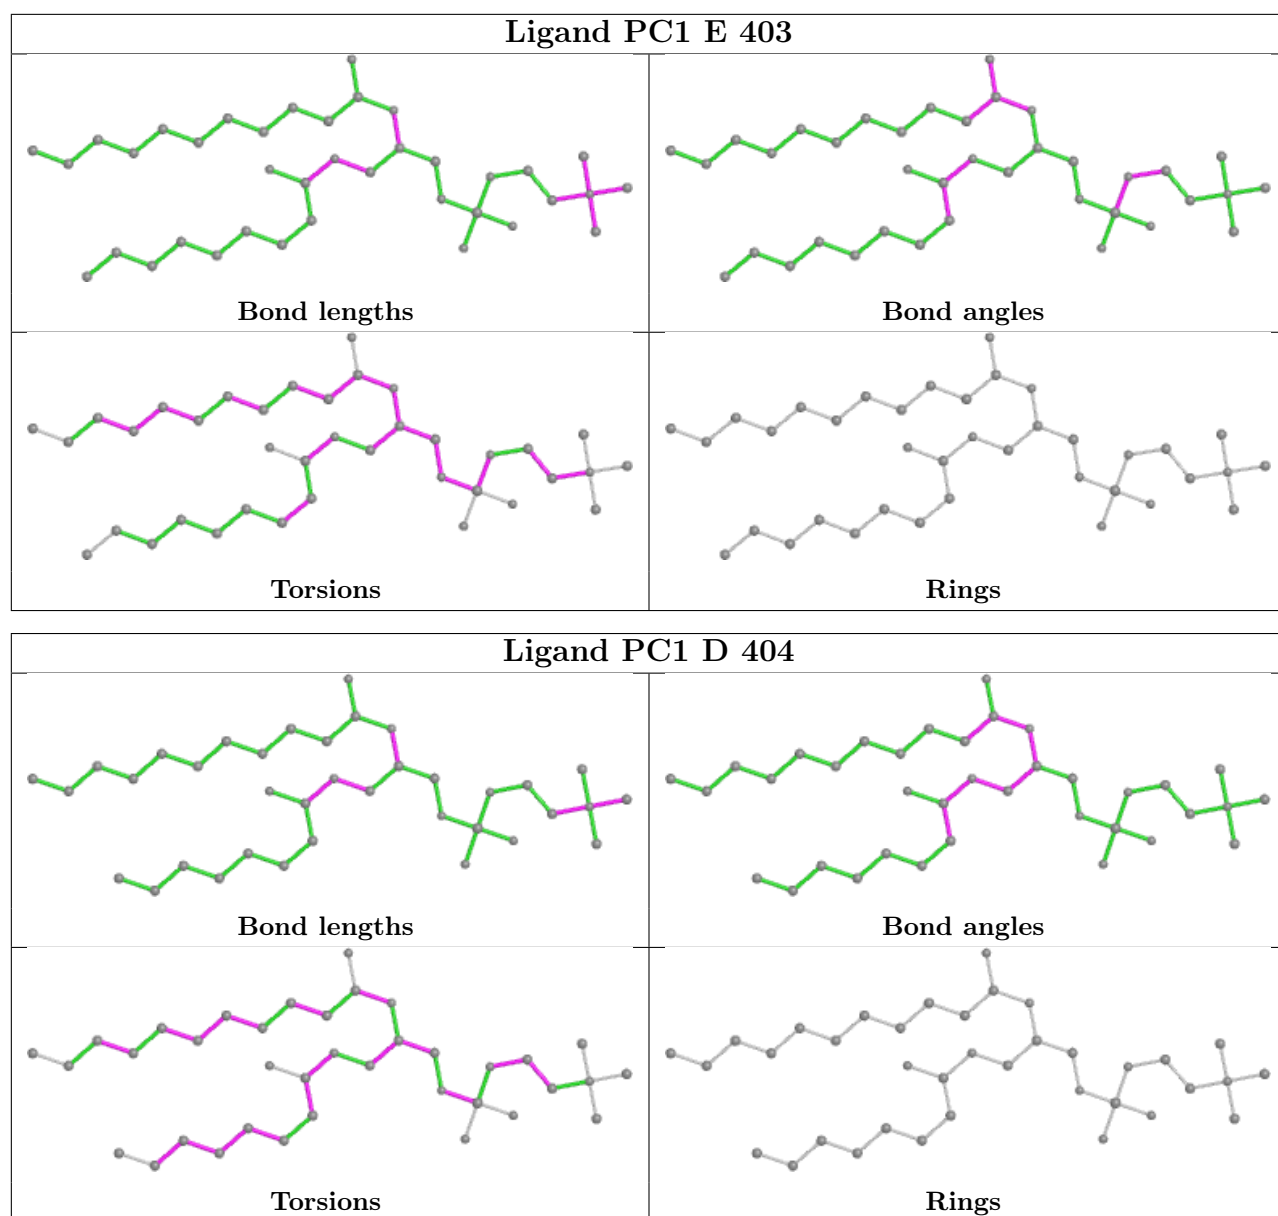 Ligand PC1 E 403
Bond lengths
Bond angles
Torsions
Rings
Ligand PC1 D 404
Bond lengths
Bond angles
Torsions
Rings